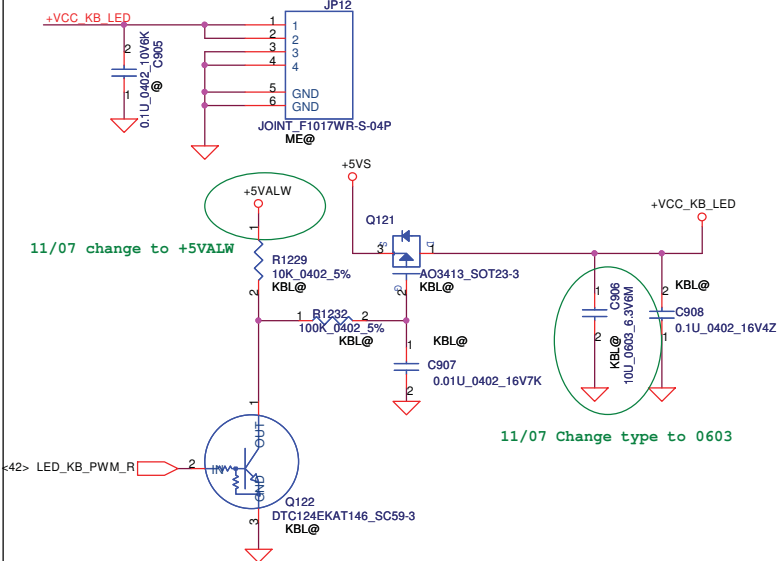 JP12
+VCC_KB_LED
1 1
2 2
3 3
4 4
5 GND
6 GND
2
1
0.1U_0402_10V6K
C905
@
JOINT_F1017WR-S-04P
ME@
+5VS
+5VALW
+VCC_KB_LED
Q121
3 S D 1
G
2
11/07 change to +5VALW
1
R1229
10K_0402_5%
KBL@
2
AO3413_SOT23-3
KBL@
1 R1232 2
100K_0402_5%
KBL@
1
KBL@
C907
0.01U_0402_16V7K
2
1
C906
2
KBL@
10U_0603_6.3V6M
KBL@
2
C908
0.1U_0402_16V4Z
1
11/07 Change type to 0603
1
OUT
<42> LED_KB_PWM_R
2
IN
GND
3
Q122
DTC124EKAT146_SC59-3
KBL@